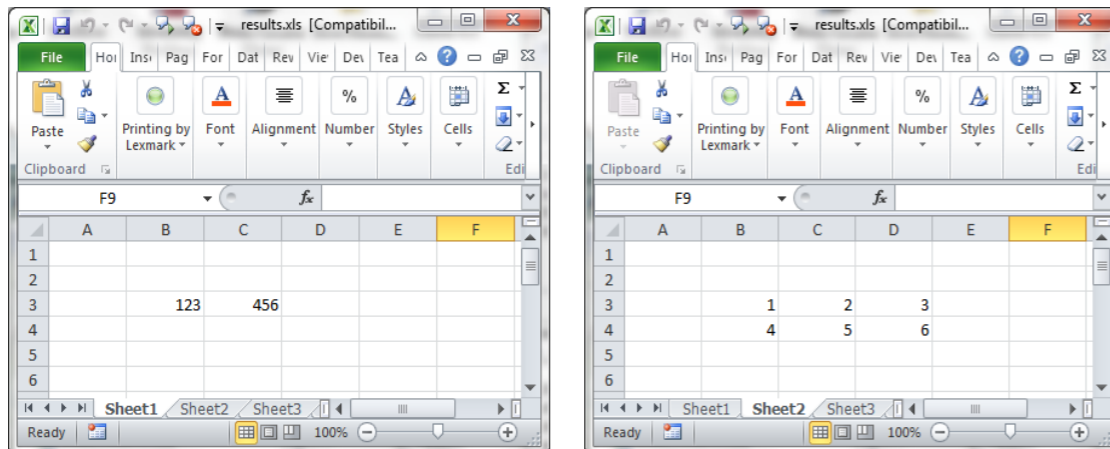 results.xls [Compatibil...
File Hoı Insı Pag For Dat Rev Vie' Dev Tea
Paste Printing by Lexmark Font Alignment Number Styles Cells Σ
A % A
Clipboard Edi
F9 fx
A B C D E F
1
2
3 123 456
4
5
6
Sheet1 Sheet2 Sheet3
Ready 100%
results.xls [Compatibil...
File Hoı Insı Pag For Dat Rev Vie' Dev Tea
Paste Printing by Lexmark Font Alignment Number Styles Cells Σ
A % A
Clipboard Edi
F9 fx
A B C D E F
1
2
3 1 2 3
4 4 5 6
5
6
Sheet1 Sheet2 Sheet3
Ready 100%